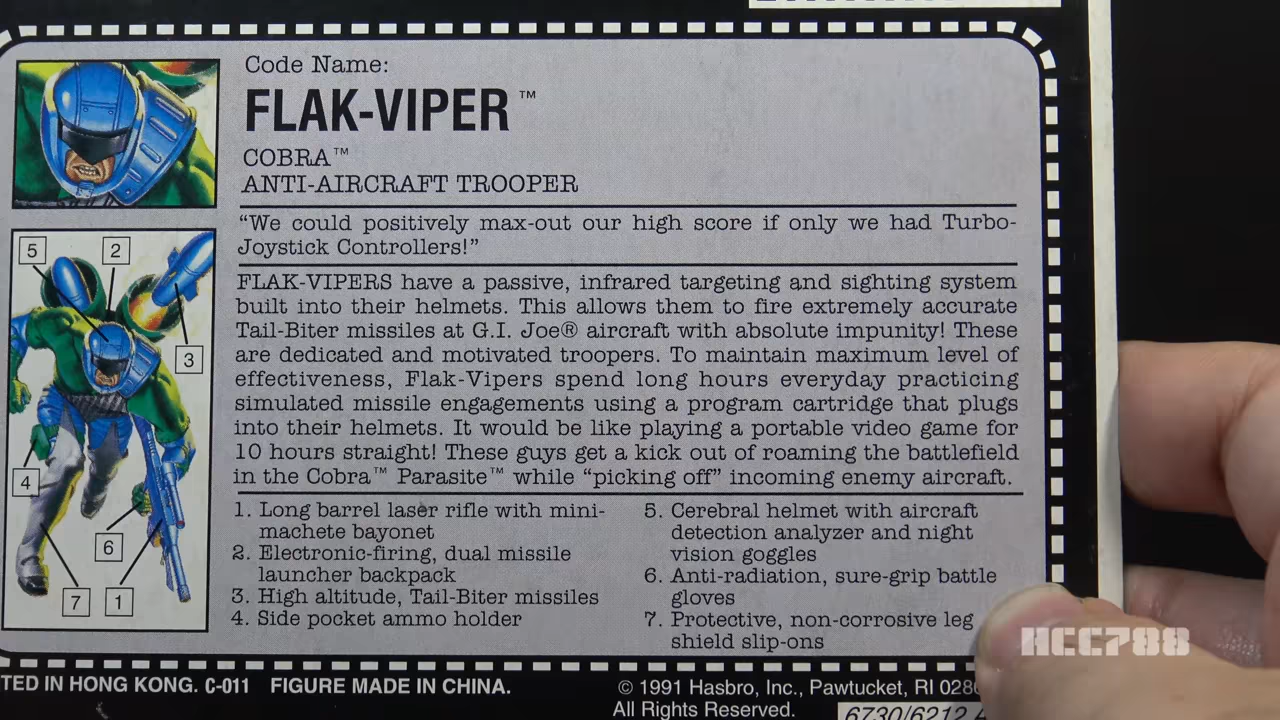 Code Name:
FLAK-VIPER™
COBRA™
ANTI-AIRCRAFT TROOPER
“We could positively max-out our high score if only we had Turbo-
Joystick Controllers!”
FLAK-VIPERS have a passive, infrared targeting and sighting system
built into their helmets. This allows them to fire extremely accurate
Tail-Biter missiles at G.I. Joe® aircraft with absolute impunity! These
are dedicated and motivated troopers. To maintain maximum level of
effectiveness, Flak-Vipers spend long hours everyday practicing
simulated missile engagements using a program cartridge that plugs
into their helmets. It would be like playing a portable video game for
10 hours straight! These guys get a kick out of roaming the battlefield
in the Cobra™ Parasite™ while “picking off” incoming enemy aircraft.
5 2
3
4
6
7 1
1. Long barrel laser rifle with mini-
machete bayonet
2. Electronic-firing, dual missile
launcher backpack
3. High altitude, Tail-Biter missiles
4. Side pocket ammo holder
5. Cerebral helmet with aircraft
detection analyzer and night
vision goggles
6. Anti-radiation, sure-grip battle
gloves
7. Protective, non-corrosive leg
shield slip-ons
HCC788
TED IN HONG KONG. C-011 FIGURE MADE IN CHINA.
© 1991 Hasbro, Inc., Pawtucket, RI 028
All Rights Reserved.
6730/6212